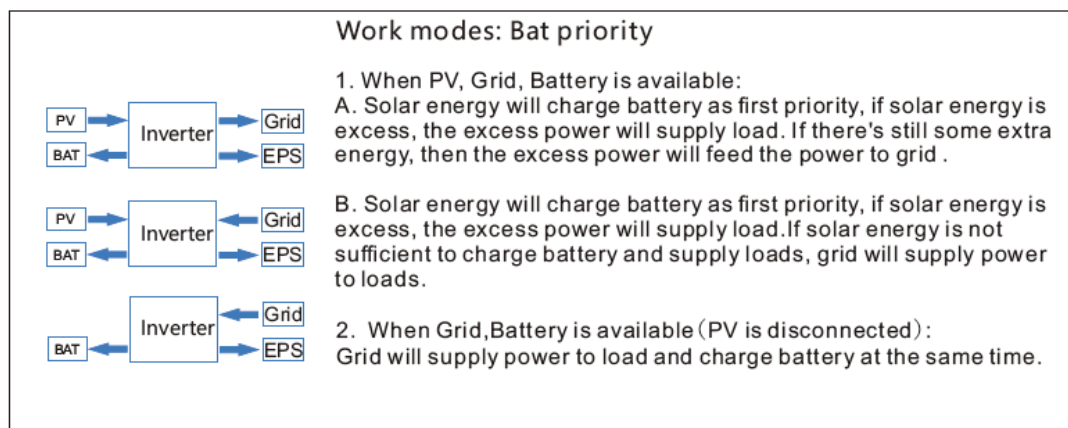 Work modes: Bat priority
1. When PV, Grid, Battery is available:
A. Solar energy will charge battery as first priority, if solar energy is
excess, the excess power will supply load. If there's still some extra
energy, then the excess power will feed the power to grid .
PV
Inverter
Grid
BAT
EPS
B. Solar energy will charge battery as first priority, if solar energy is
excess, the excess power will supply load.If solar energy is not
sufficient to charge battery and supply loads, grid will supply power
to loads.
PV
Inverter
Grid
BAT
EPS
2. When Grid,Battery is available(PV is disconnected):
Grid will supply power to load and charge battery at the same time.
Inverter
Grid
BAT
EPS